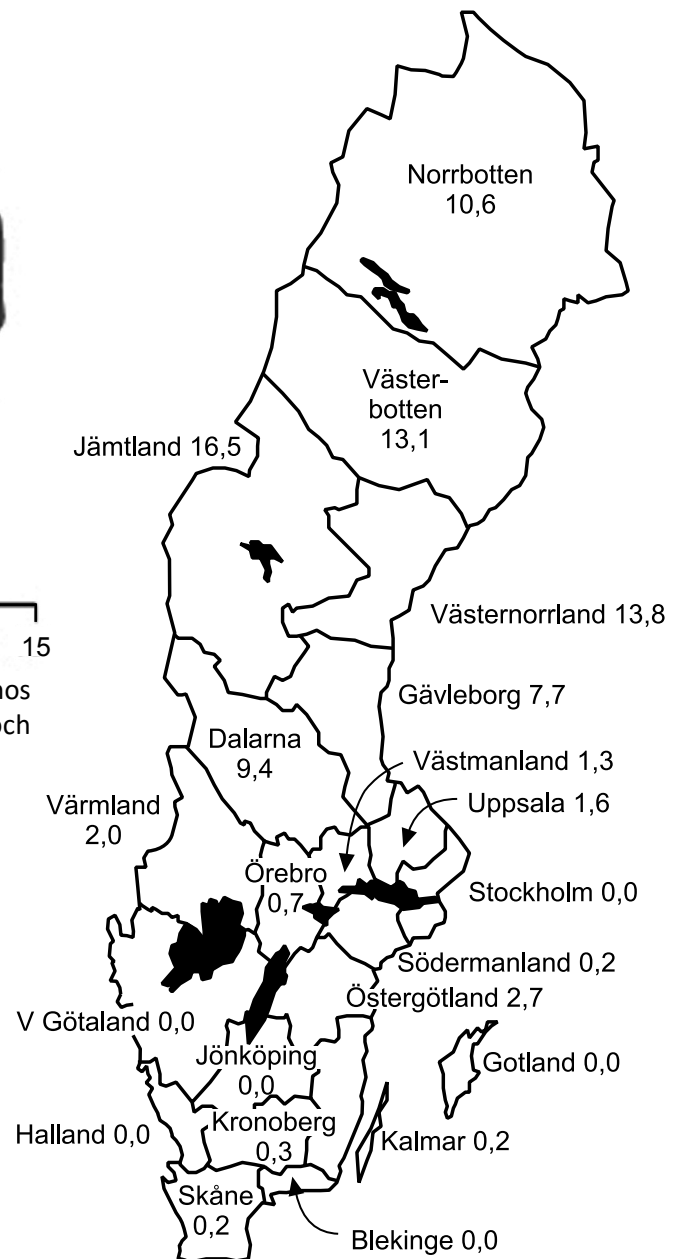 Norrbotten
10,6
Väster-
botten
13,1
Jämtland 16,5
Västernorrland 13,8
15
Gävleborg 7,7
och
Dalarna
9,4
Västmanland 1,3
Uppsala 1,6
Värmland
2,0
Örebro
0,7
Stockholm 0,0
Södermanland 0,2
Östergötland 2,7
V Götaland 0,0
Jönköping
0,0
Gotland 0,0
Halland 0,0
Kronoberg
0,3
Kalmar 0,2
Skåne
0,2
Blekinge 0,0